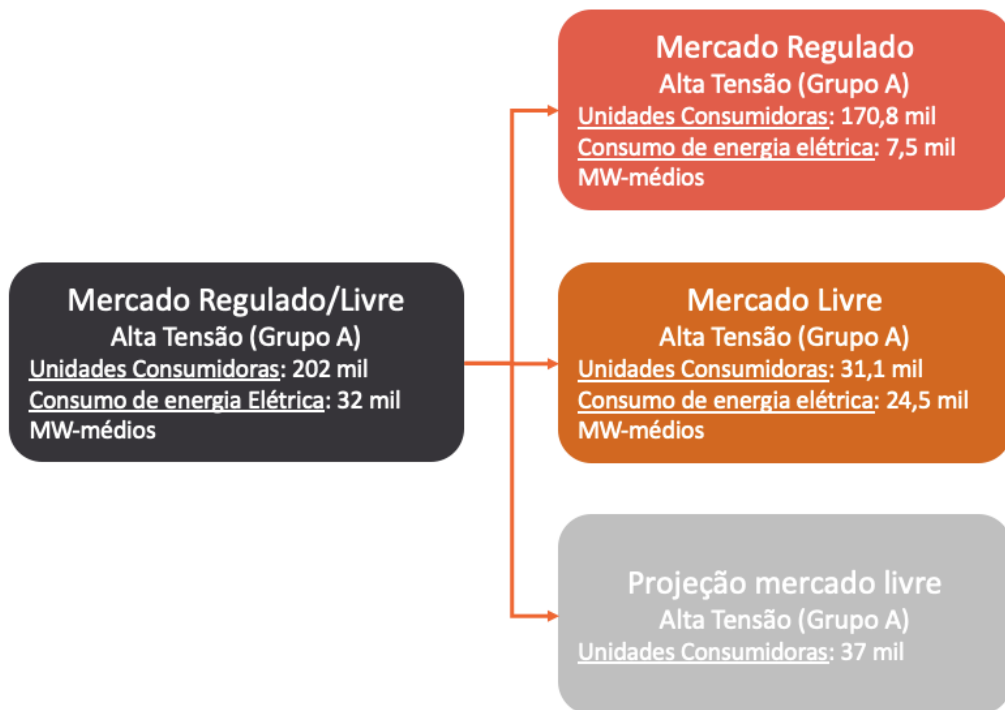 Mercado Regulado
Alta Tensão (Grupo A)
Unidades Consumidoras: 170,8 mil
Consumo de energia elétrica: 7,5 mil
MW-médios
Mercado Regulado/Livre
Alta Tensão (Grupo A)
Unidades Consumidoras: 202 mil
Consumo de energia Elétrica: 32 mil
MW-médios
Mercado Livre
Alta Tensão (Grupo A)
Unidades Consumidoras: 31,1 mil
Consumo de energia elétrica: 24,5 mil
MW-médios
Projeção mercado livre
Alta Tensão (Grupo A)
Unidades Consumidoras: 37 mil